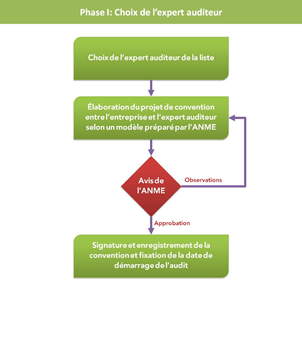 Phase I: Choix de l'expert auditeur
Choix de l'expert auditeur de la liste
Élaboration du projet de convention
entre l'entreprise et l'expert auditeur
selon un modèle préparé par l'ANME
Avis de
l'ANME
Observations
Approbation
Signature et enregistrement de la
convention et fixation de la date de
démarrage de l'audit